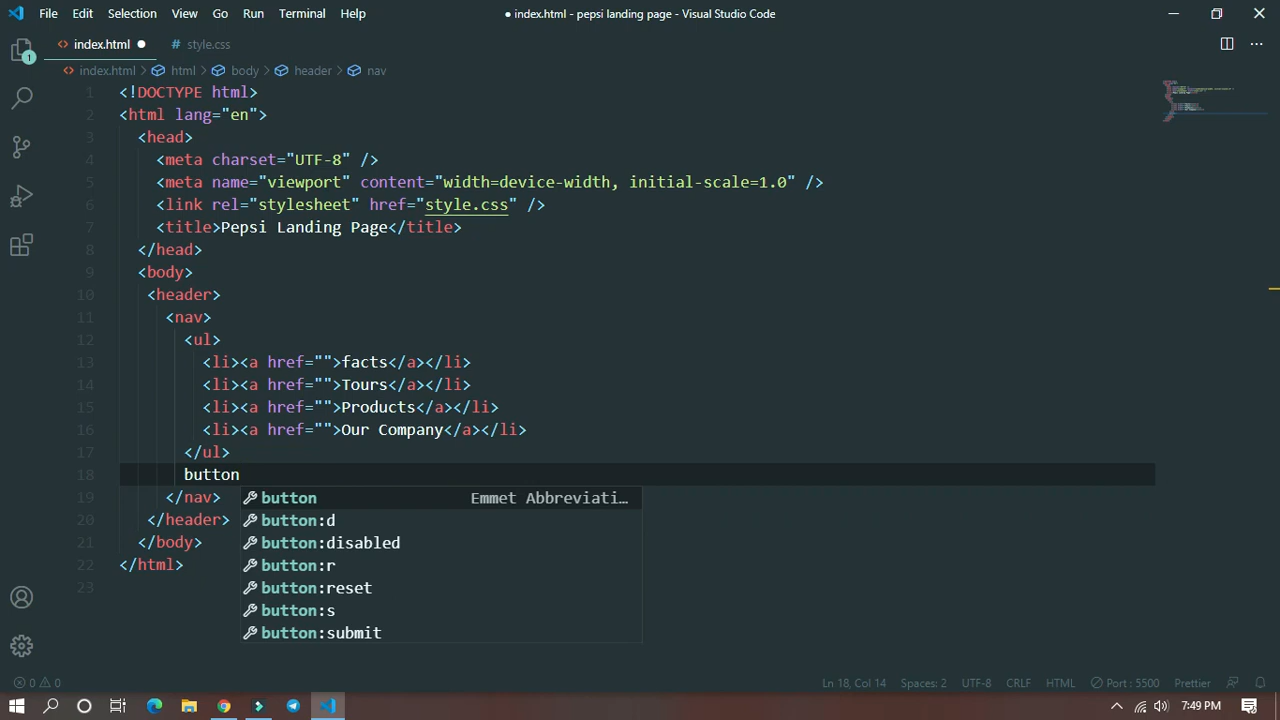 File Edit Selection View Go Run Terminal Help
● index.html - pepsi landing page - Visual Studio Code
1
<> index.html ●
# style.css
<> index.html > html > body > header > nav
1 <!DOCTYPE html>
2 <html lang="en">
3 <head>
4 <meta charset="UTF-8" />
5 <meta name="viewport" content="width=device-width, initial-scale=1.0" />
6 <link rel="stylesheet" href="style.css" />
7 <title>Pepsi Landing Page</title>
8 </head>
9 <body>
10 <header>
11 <nav>
12 <ul>
13 <li><a href="">facts</a></li>
14 <li><a href="">Tours</a></li>
15 <li><a href="">Products</a></li>
16 <li><a href="">Our Company</a></li>
17 </ul>
18 button
19 </nav>
button Emmet Abbreviati…
20 </header>
button:d
21 </body>
button:disabled
22 </html>
button:r
23
button:reset
button:s
button:submit
0 0
Ln 18, Col 14 Spaces: 2 UTF-8 CRLF HTML Port : 5500 Prettier
7:49 PM